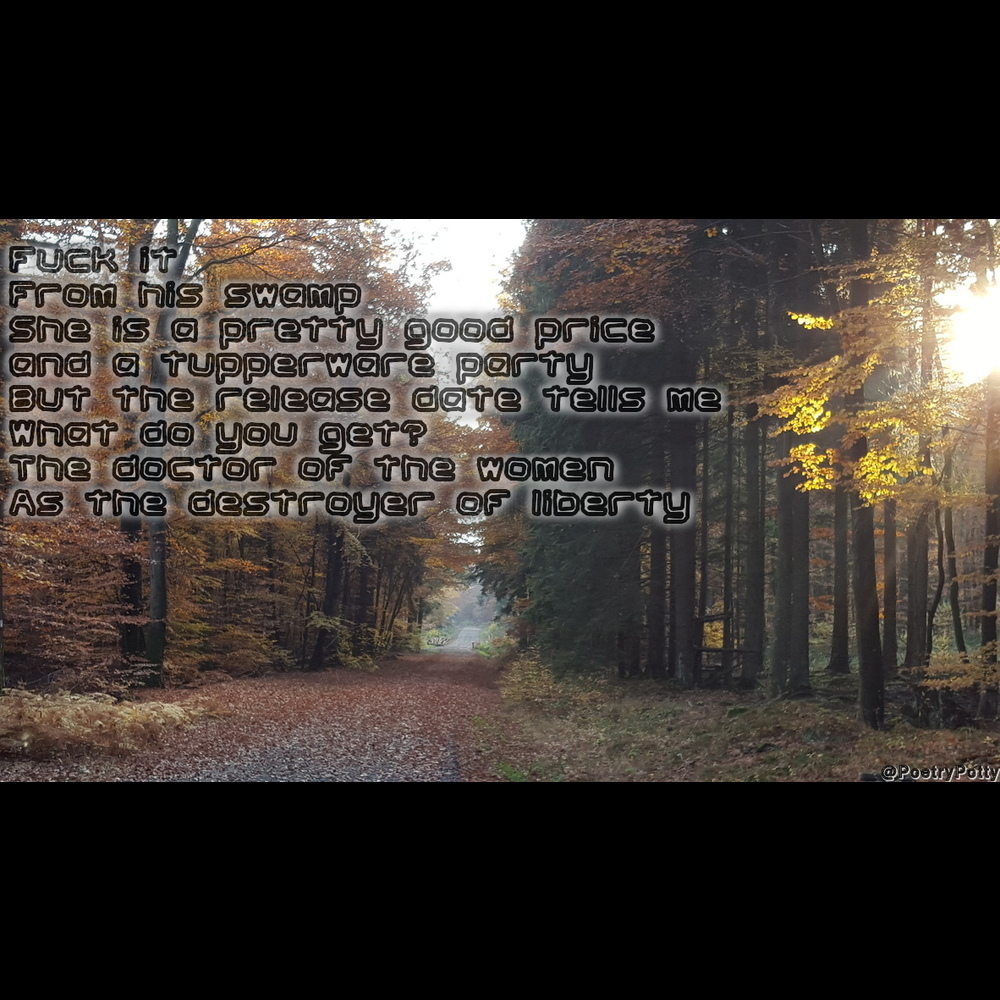 Fuck it
From his swamp
She is a pretty good price
and a tupperware party
But the release date tells me
What do you get?
The doctor of the women
As the destroyer of liberty
@PoetryPotty